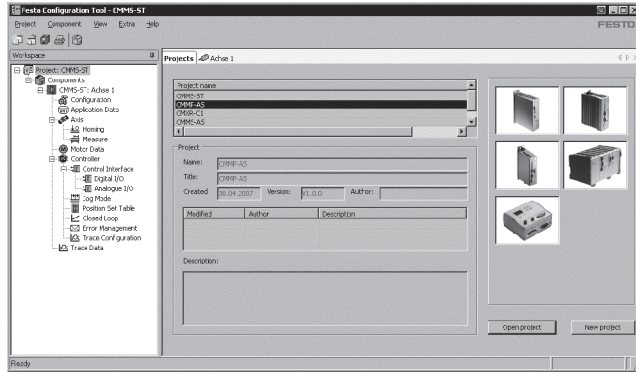 Festo Configuration Tool - CMMS-ST
Project Component View Extra Help
FESTO
Workspace
Projects Achse 1
Project: CMMS-ST
Components
CMMS-ST: Achse 1
Configuration
Application Data
Axis
Homing
Measure
Motor Data
Controller
Control Interface
Digital I/O
Analogue I/O
Jog Mode
Position Set Table
Closed Loop
Error Management
Trace Configuration
Trace Data
Project name
CMMS-ST
CMMP-AS
CMXR-C1
CMMS-AS
Project
Name: CMMP-AS
Title: CMMP-AS
Created 08.04.2007 Version: V1.0.0 Author:
Modified Author Description
Description:
Open project New project
Ready